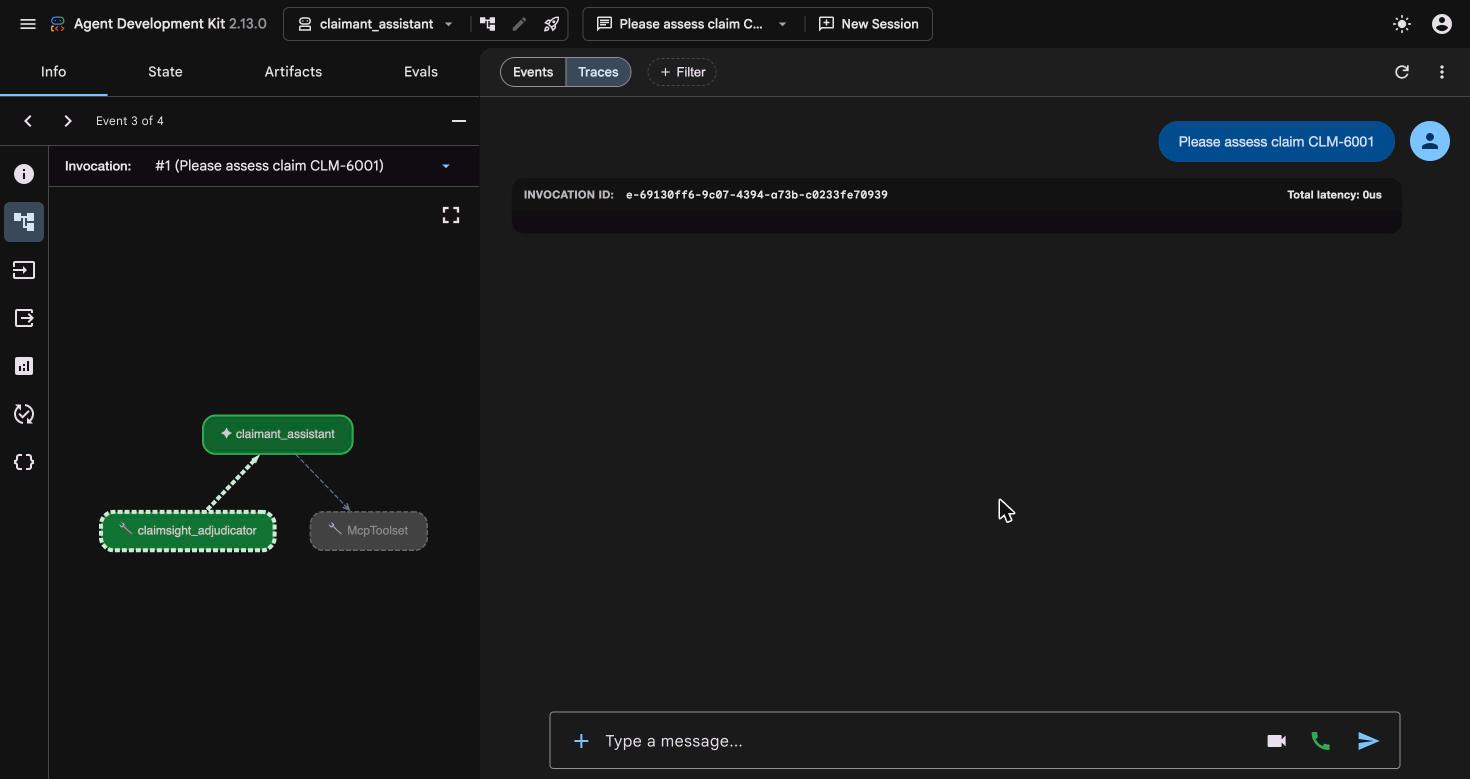 Agent Development Kit 2.13.0
claimant_assistant
Please assess claim C...
New Session
Info
State
Artifacts
Evals
Events
Traces
+ Filter
Event 3 of 4
Invocation: #1 (Please assess claim CLM-6001)
Please assess claim CLM-6001
INVOCATION ID: e-69130ff6-9c07-4394-a73b-c0233fe70939
Total latency: 0us
claimant_assistant
claimsight_adjudicator
McpToolset
Type a message...